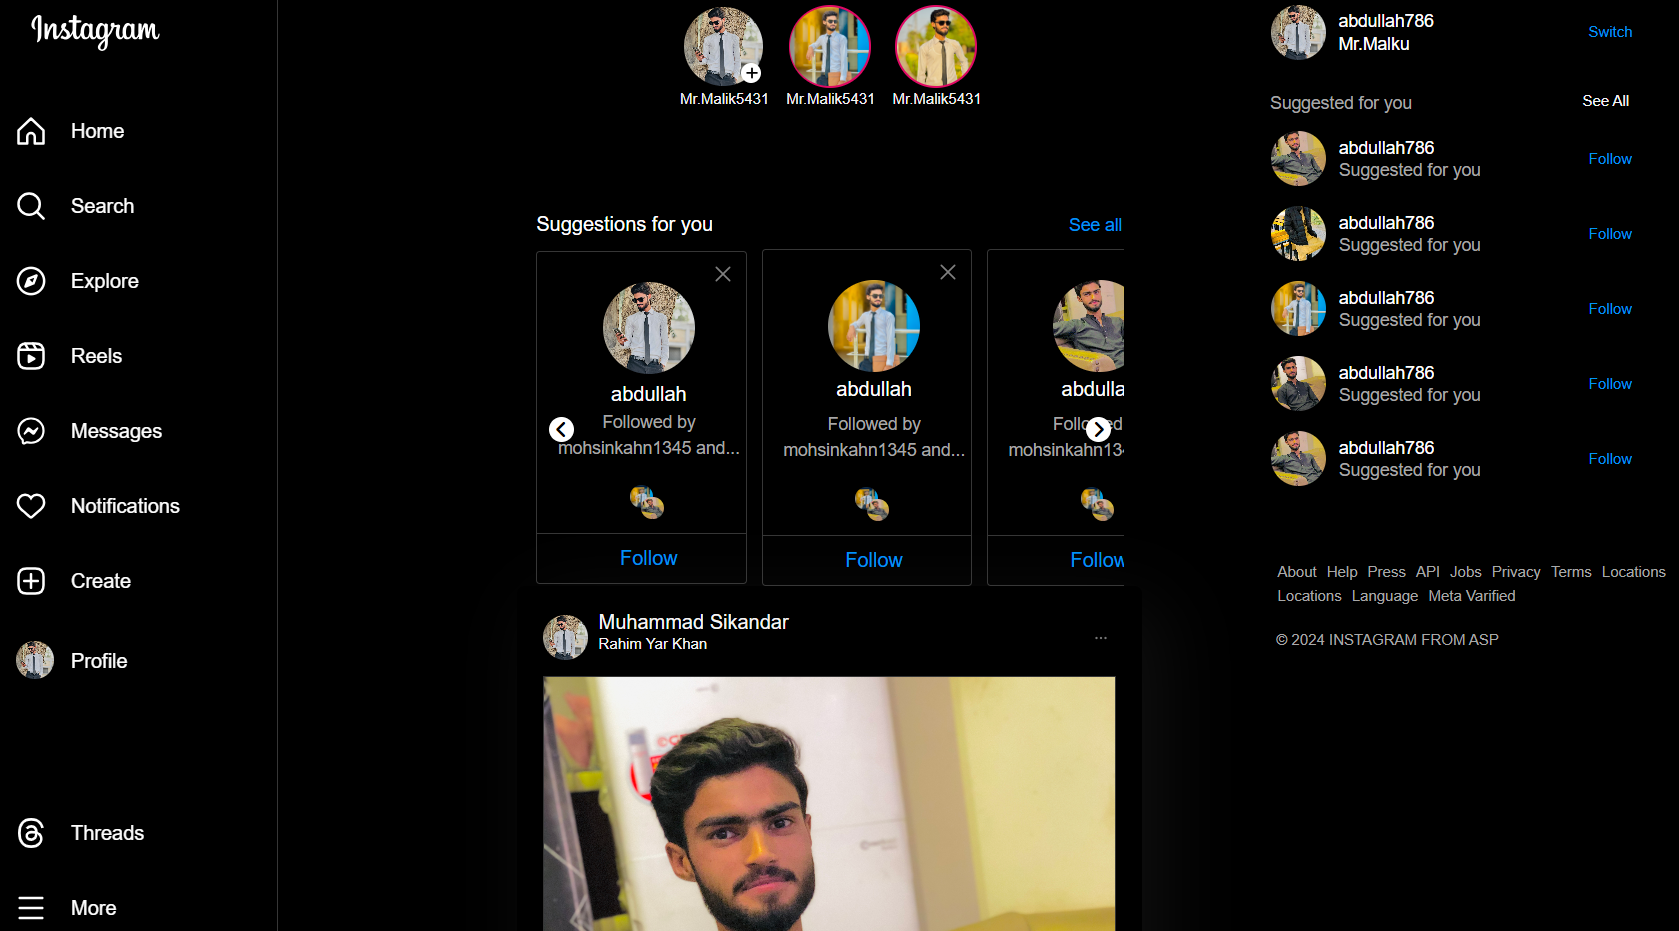 Instagram
Home
Search
Explore
Reels
Messages
Notifications
Create
Profile
Threads
More
Mr.Malik5431 Mr.Malik5431 Mr.Malik5431
Suggestions for you See all
abdullah
Followed by
mohsinkahn1345 and...
Follow
abdullah
Followed by
mohsinkahn1345 and...
Follow
abdulla
Follo ed
mohsinkahn134
Follow
Muhammad Sikandar
Rahim Yar Khan
abdullah786
Mr.Malku
Switch
Suggested for you See All
abdullah786
Suggested for you
Follow
abdullah786
Suggested for you
Follow
abdullah786
Suggested for you
Follow
abdullah786
Suggested for you
Follow
abdullah786
Suggested for you
Follow
About Help Press API Jobs Privacy Terms Locations
Locations Language Meta Varified
© 2024 INSTAGRAM FROM ASP